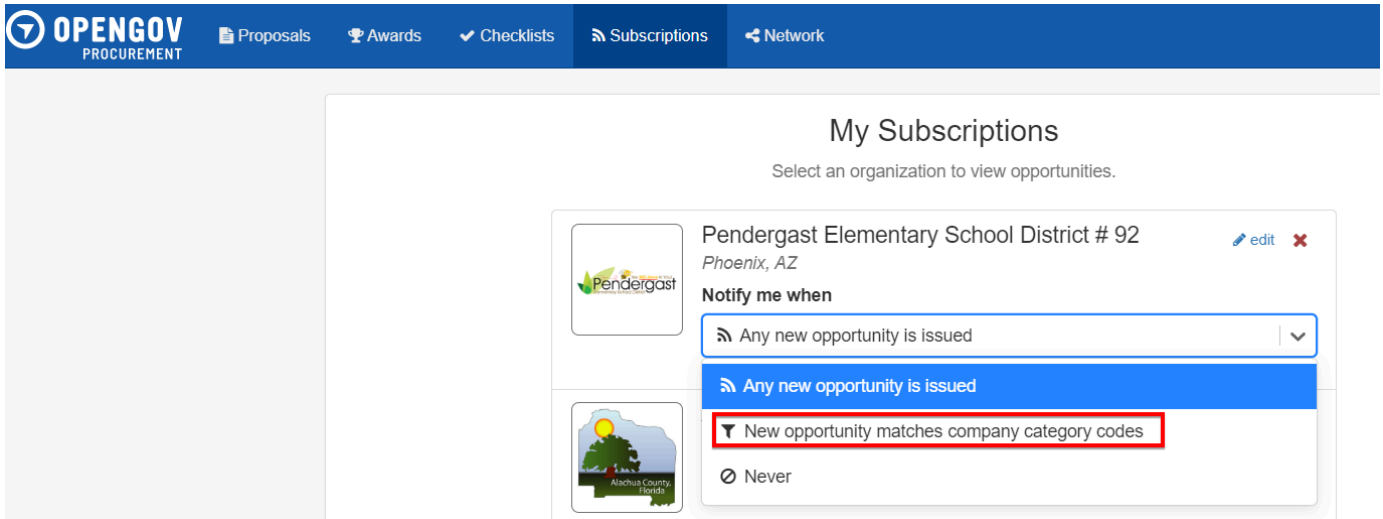 OPENGOV
PROCUREMENT
Proposals
Awards
Checklists
Subscriptions
Network
My Subscriptions
Select an organization to view opportunities.
Pendergast
Pendergast Elementary School District # 92
edit
Phoenix, AZ
Notify me when
Any new opportunity is issued
Any new opportunity is issued
New opportunity matches company category codes
Never
Alachua County,
Florida